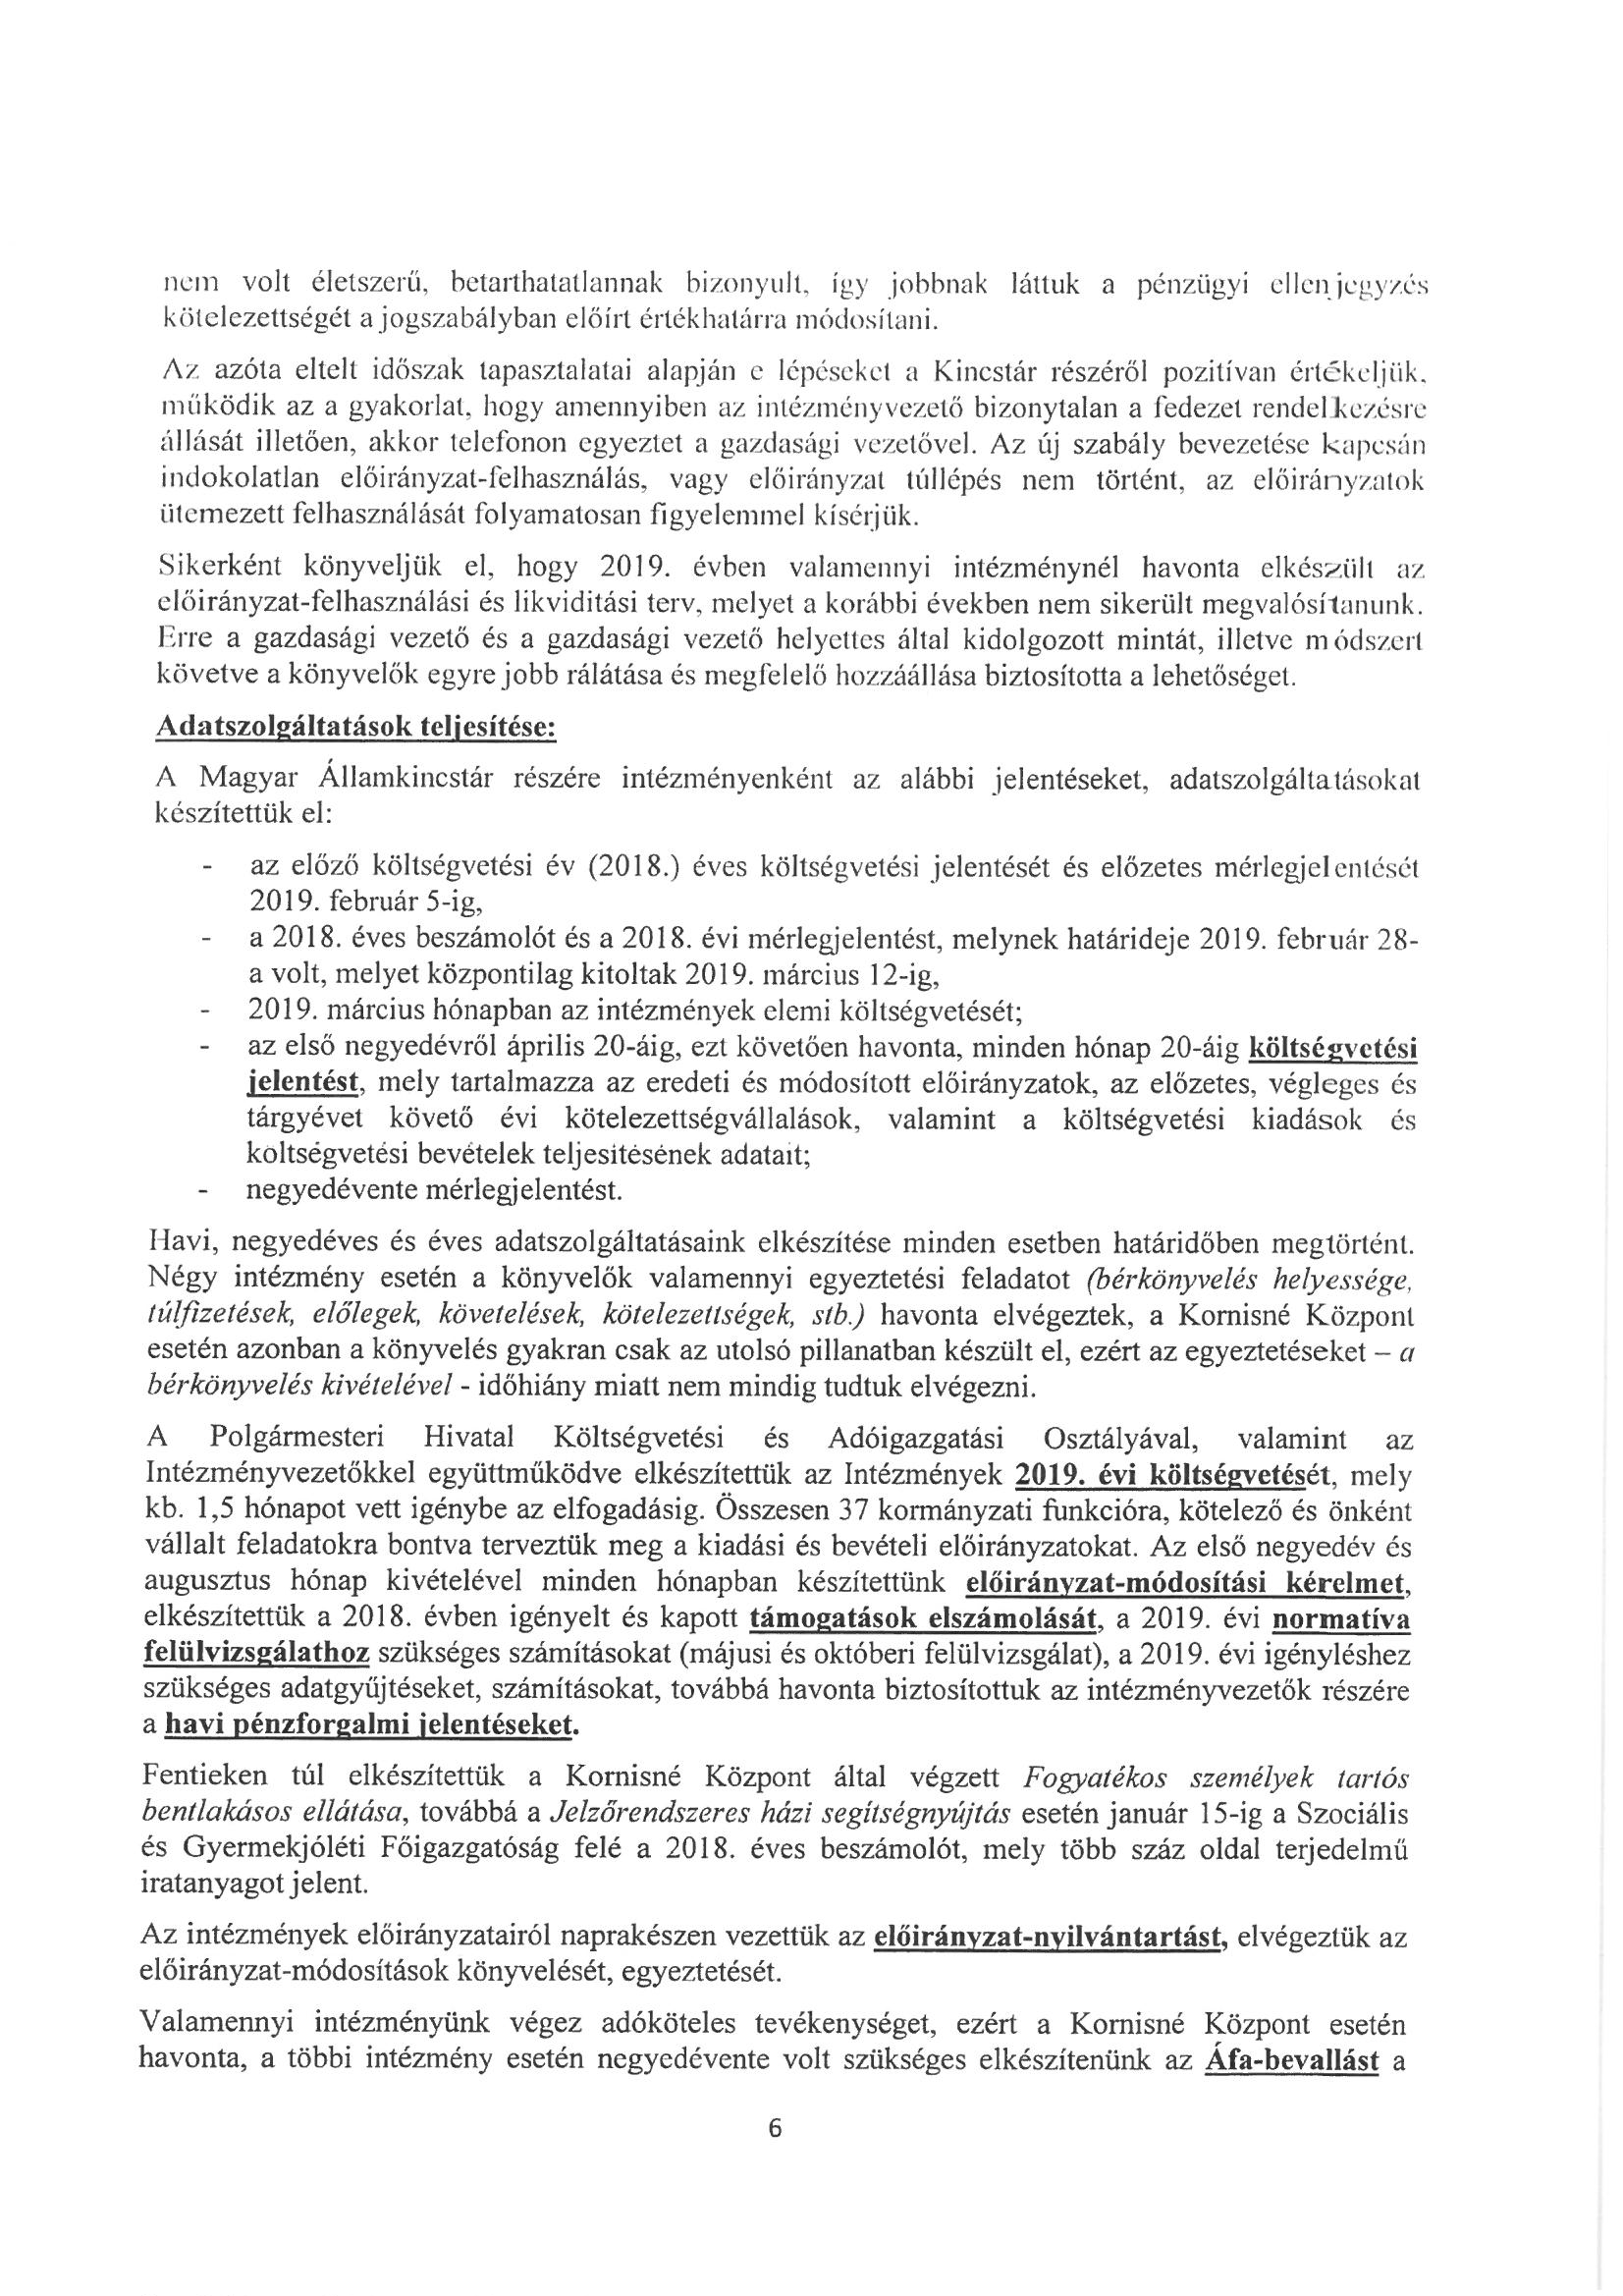 nem volt életszerű, betarthatatlannak bizonyult, így jobbnak láttuk a pénzügyi ellenjegyzés
kötelezettségét a jogszabályban előírt értékhatárra módosítani.
Az azóta eltelt időszak tapasztalatai alapján e lépéseket a Kincstár részéről pozitívan értékeljük,
működik az a gyakorlat, hogy amennyiben az intézményvezető bizonytalan a fedezet rendelkezésre
állását illetően, akkor telefonon egyeztet a gazdasági vezetővel. Az új szabály bevezetése kapcsán
indokolatlan előirányzat-felhasználás, vagy előirányzat túllépés nem történt, az előirányzatok
ütemezett felhasználását folyamatosan figyelemmel kísérjük.
Sikerként könyveljük el, hogy 2019. évben valamennyi intézménynél havonta elkészült az
előirányzat-felhasználási és likviditási terv, melyet a korábbi években nem sikerült megvalósítanunk.
Erre a gazdasági vezető és a gazdasági vezető helyettes által kidolgozott mintát, illetve módszert
követve a könyvelők egyre jobb rálátása és megfelelő hozzáállása biztosította a lehetőséget.
Adatszolgáltatások teljesítése:
A Magyar Államkincstár részére intézményenként az alábbi jelentéseket, adatszolgáltatásokat
készítettük el:
- az előző költségvetési év (2018.) éves költségvetési jelentését és előzetes mérlegjelentését
2019. február 5-ig,
- a 2018. éves beszámolót és a 2018. évi mérlegjelentést, melynek határideje 2019. február 28-
a volt, melyet központilag kitoltak 2019. március 12-ig,
- 2019. március hónapban az intézmények elemi költségvetését;
- az első negyedévről április 20-áig, ezt követően havonta, minden hónap 20-áig költségvetési
jelentést, mely tartalmazza az eredeti és módosított előirányzatok, az előzetes, végleges és
tárgyévet követő évi kötelezettségvállalások, valamint a költségvetési kiadások és
költségvetési bevételek teljesítésének adatait;
- negyedévente mérlegjelentést.
Havi, negyedéves és éves adatszolgáltatásaink elkészítése minden esetben határidőben megtörtént.
Négy intézmény esetén a könyvelők valamennyi egyeztetési feladatot (bérkönyvelés helyessége,
túlfizetések, előlegek, követelések, kötelezettségek, stb.) havonta elvégeztek, a Kornisné Központ
esetén azonban a könyvelés gyakran csak az utolsó pillanatban készült el, ezért az egyeztetéseket – a
bérkönyvelés kivételével - időhiány miatt nem mindig tudtuk elvégezni.
A Polgármesteri Hivatal Költségvetési és Adóigazgatási Osztályával, valamint az
Intézményvezetőkkel együttműködve elkészítettük az Intézmények 2019. évi költségvetését, mely
kb. 1,5 hónapot vett igénybe az elfogadásig. Összesen 37 kormányzati funkcióra, kötelező és önként
vállalt feladatokra bontva terveztük meg a kiadási és bevételi előirányzatokat. Az első negyedév és
augusztus hónap kivételével minden hónapban készítettünk előirányzat-módosítási kérelmet,
elkészítettük a 2018. évben igényelt és kapott támogatások elszámolását, a 2019. évi normatíva
felülvizsgálathoz szükséges számításokat (májusi és októberi felülvizsgálat), a 2019. évi igényléshez
szükséges adatgyűjtéseket, számításokat, továbbá havonta biztosítottuk az intézményvezetők részére
a havi pénzforgalmi jelentéseket.
Fentieken túl elkészítettük a Kornisné Központ által végzett Fogyatékos személyek tartós
bentlakásos ellátása, továbbá a Jelzőrendszeres házi segítségnyújtás esetén január 15-ig a Szociális
és Gyermekjóléti Főigazgatóság felé a 2018. éves beszámolót, mely több száz oldal terjedelmű
iratanyagot jelent.
Az intézmények előirányzatairól naprakészen vezettük az előirányzat-nyilvántartást, elvégeztük az
előirányzat-módosítások könyvelését, egyeztetését.
Valamennyi intézményünk végez adóköteles tevékenységet, ezért a Kornisné Központ esetén
havonta, a többi intézmény esetén negyedévente volt szükséges elkészítenünk az Áfa-bevallást a
6